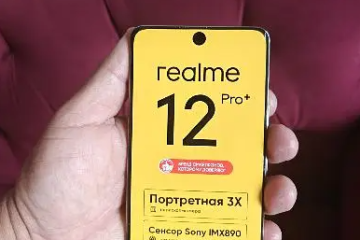 realme
12 Pro+
Портретная 3X
Сенсор Sony IMX890